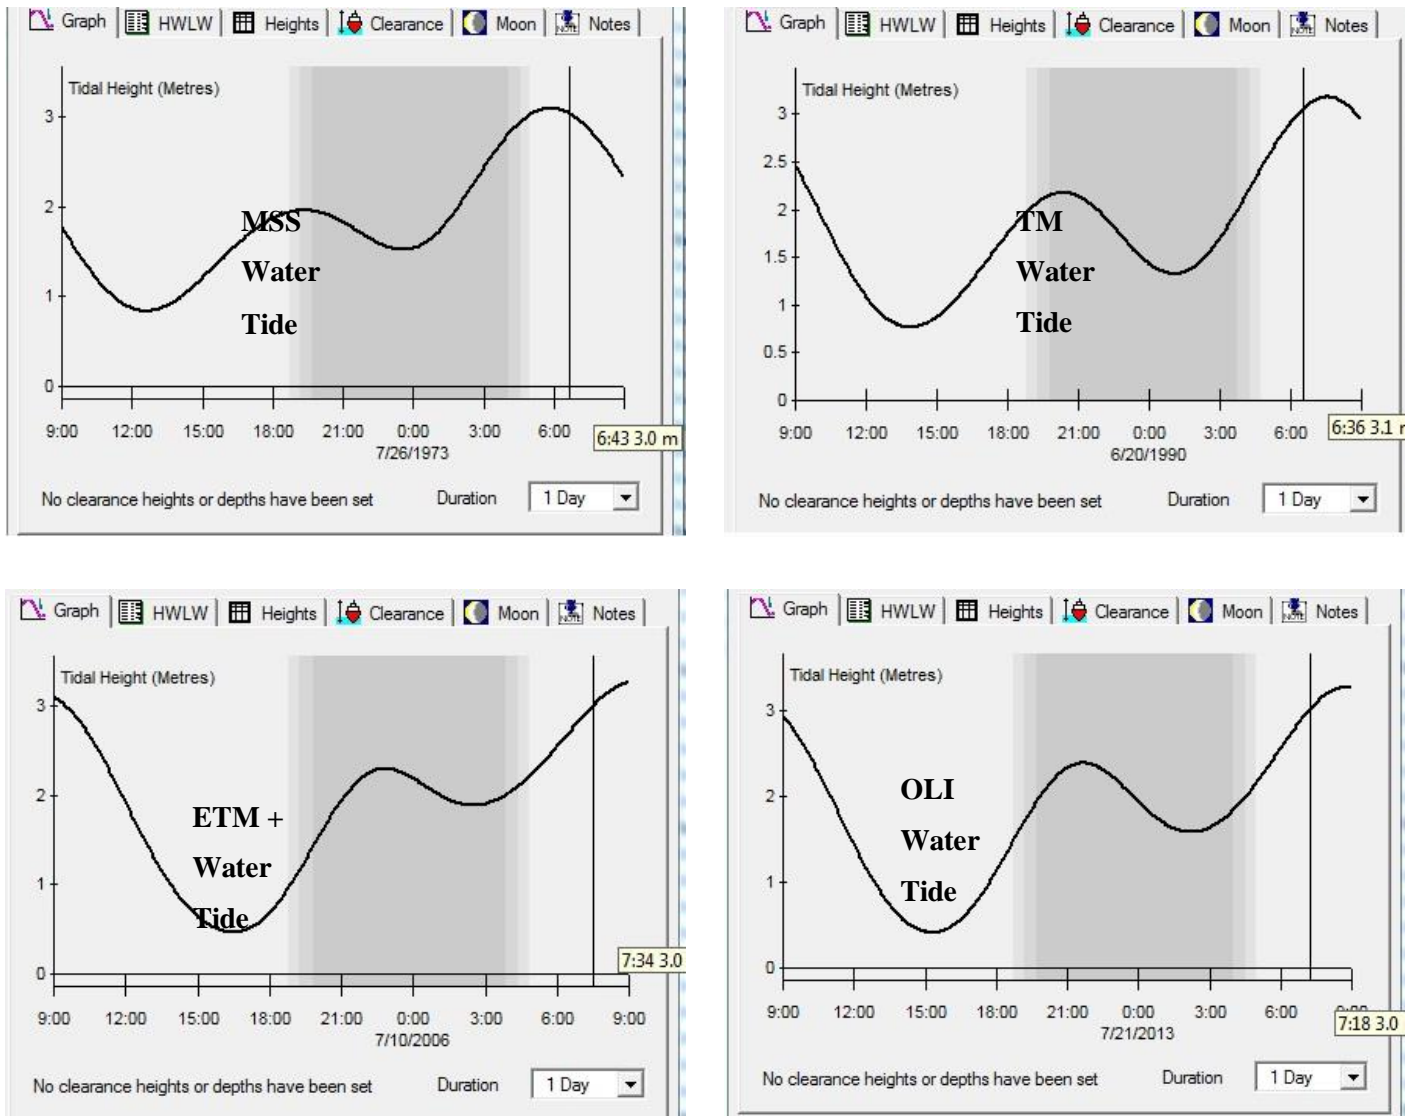 Graph HWLW Heights Clearance Moon Notes
Tidal Height (Metres)
3
2
1
0
MSS
Water
Tide
9:00 12:00 15:00 18:00 21:00 0:00 3:00 6:00
6:43 3.0 m
7/26/1973
No clearance heights or depths have been set Duration 1 Day
Graph HWLW Heights Clearance Moon Notes
Tidal Height (Metres)
3
2.5
2
1.5
1
0.5
0
TM
Water
Tide
9:00 12:00 15:00 18:00 21:00 0:00 3:00 6:00
6:36 3.1
6/20/1990
No clearance heights or depths have been set Duration 1 Day
Graph HWLW Heights Clearance Moon Notes
Tidal Height (Metres)
3
2
1
0
ETM +
Water
Tide
7:34 3.0
9:00 12:00 15:00 18:00 21:00 0:00 3:00 6:00 9:00
7/10/2006
No clearance heights or depths have been set Duration 1 Day
Graph HWLW Heights Clearance Moon Notes
Tidal Height (Metres)
3
2
1
0
OLI
Water
Tide
9:00 12:00 15:00 18:00 21:00 0:00 3:00 6:00
7:18 3.0
7/21/2013
No clearance heights or depths have been set Duration 1 Day